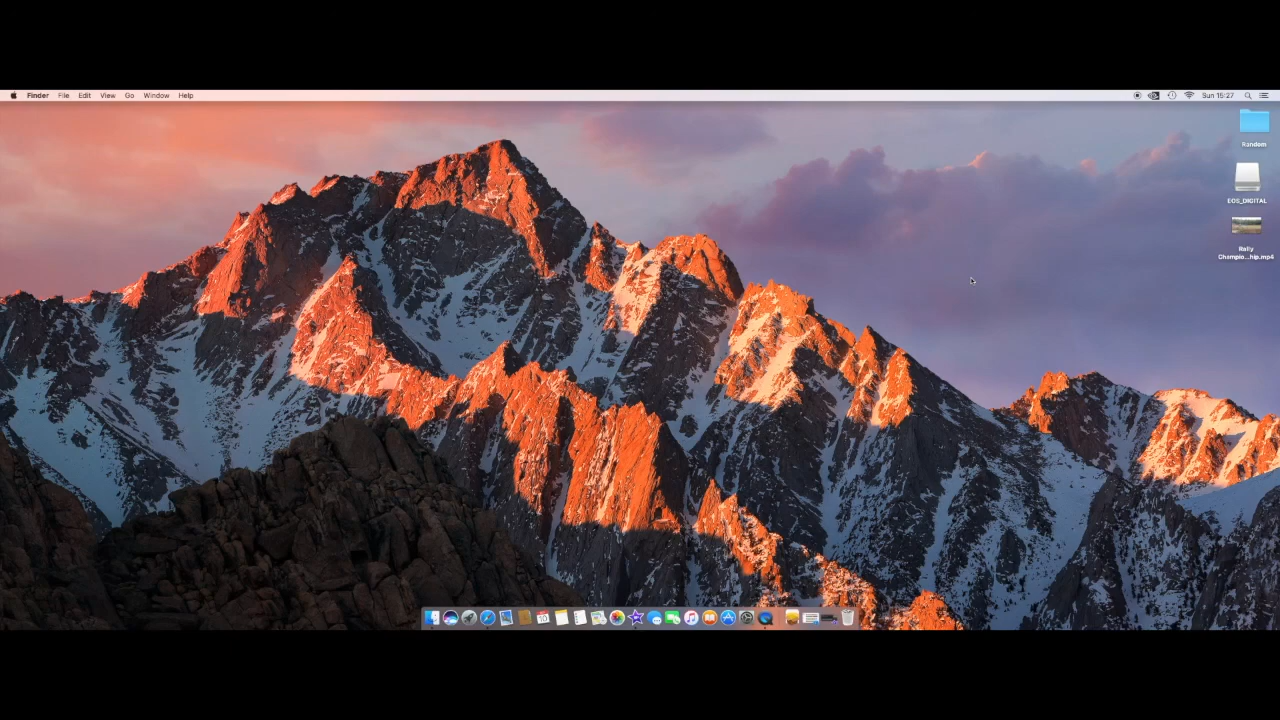 Finder File Edit View Go Window Help
Sun 15:27
Random
EOS_DIGITAL
Rally
Champio...hip.mp4